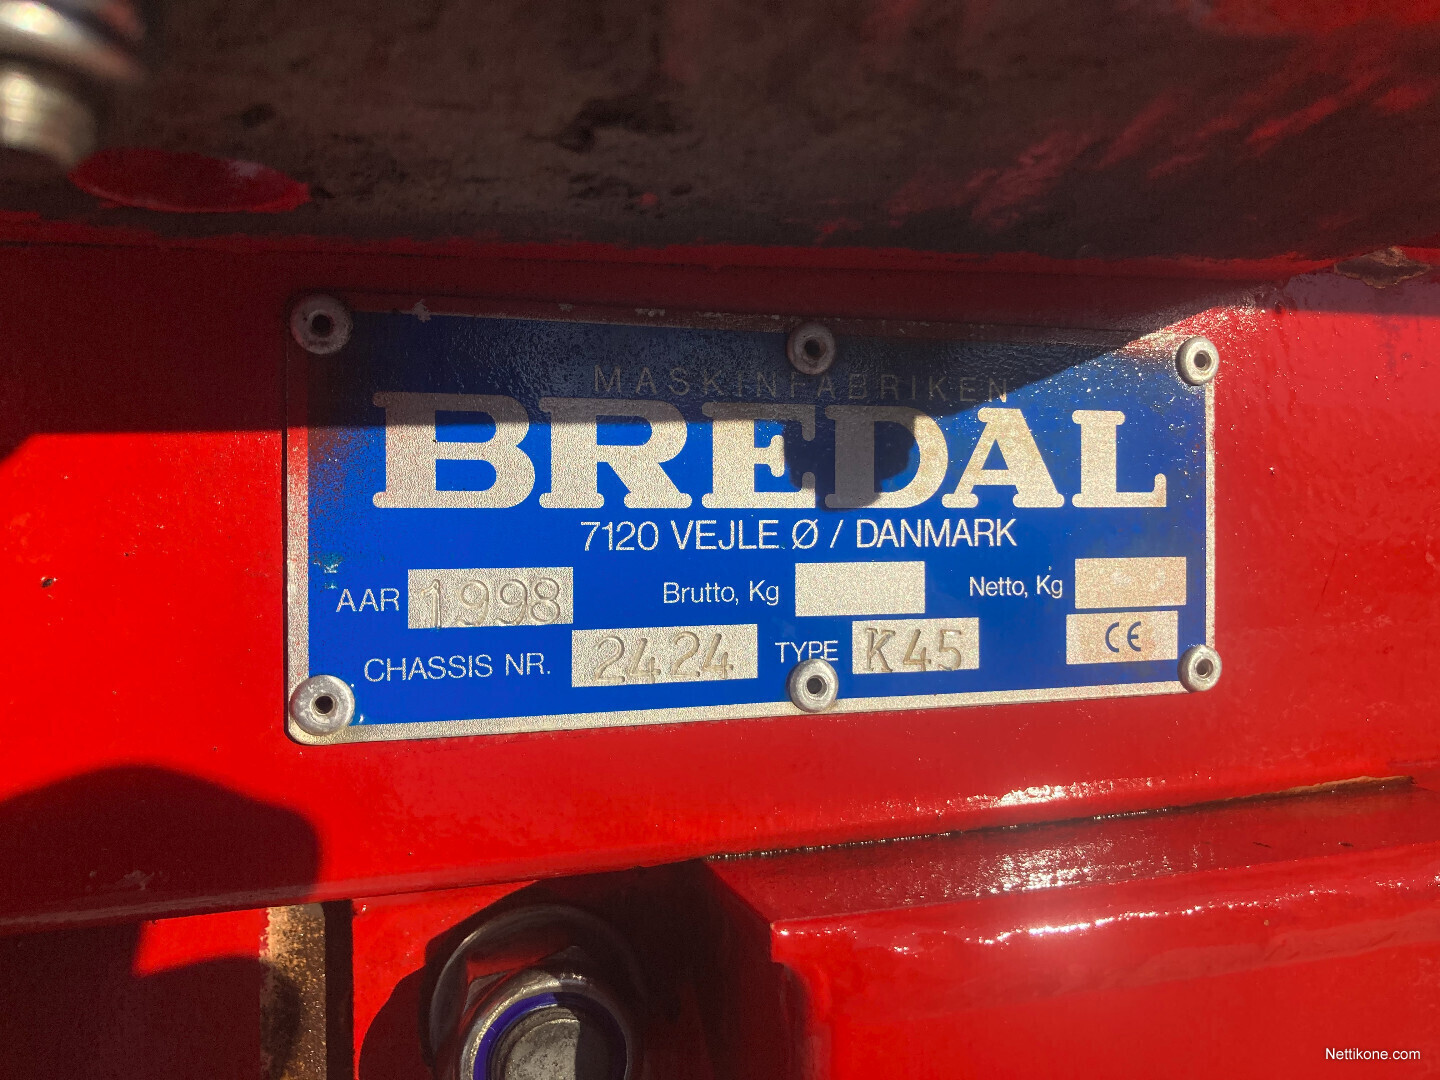 MASKINFABRIKEN
BREDAL
7120 VEJLE Ø / DANMARK
AAR 1998 Brutto, Kg Netto, Kg
CHASSIS NR. 2424 TYPE K45 CE
Nettikone.com